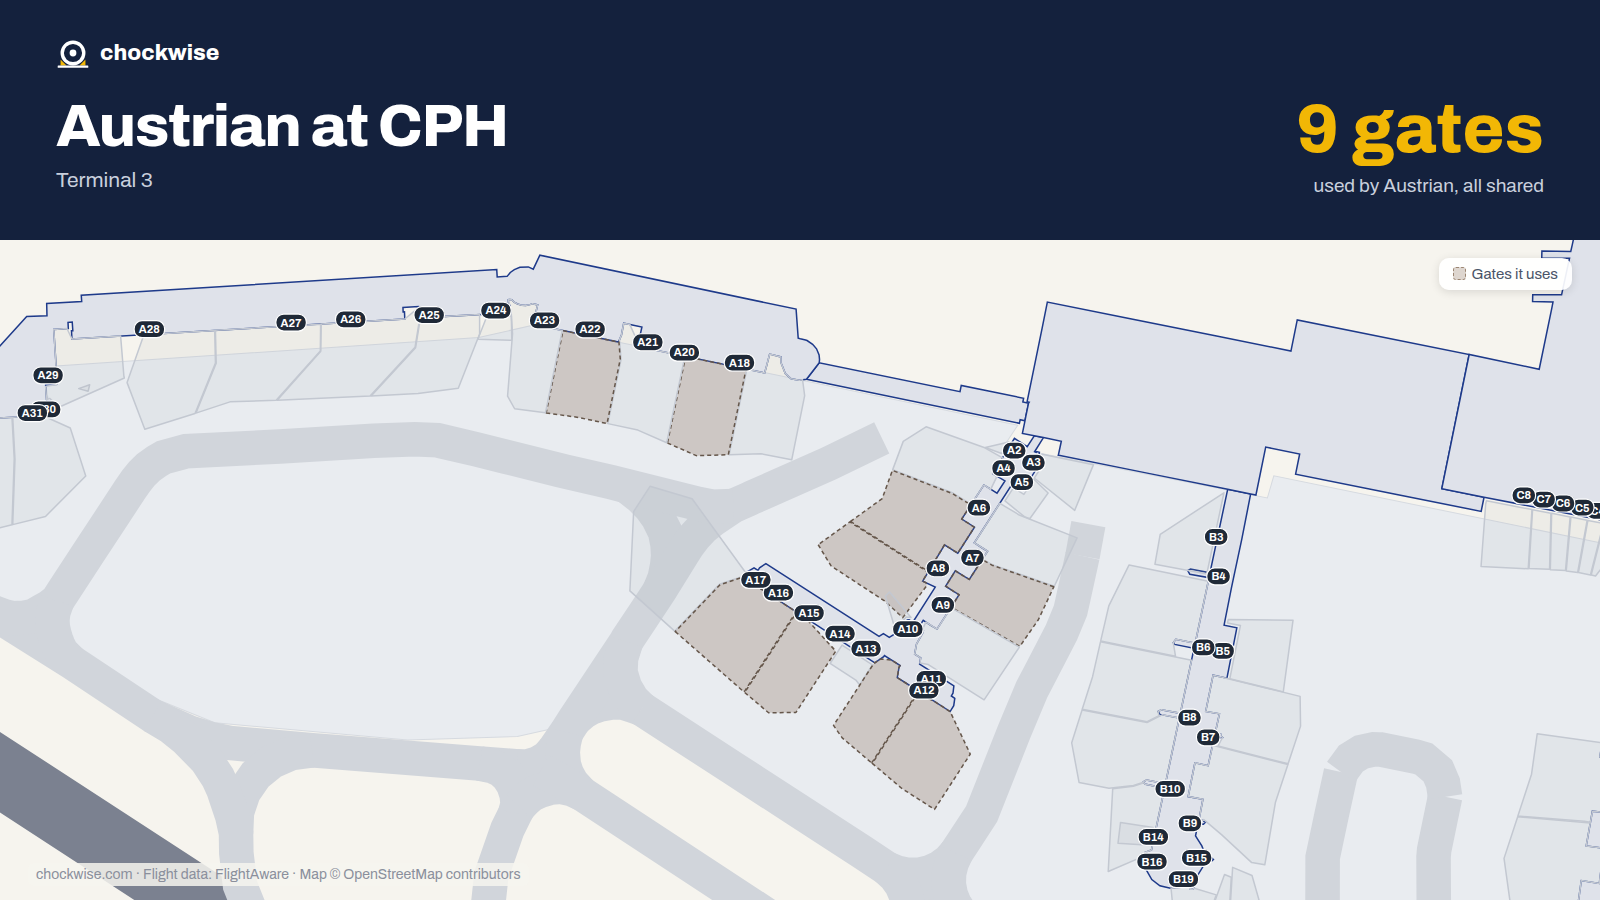 chockwise
Austrian at CPH
Terminal 3
9 gates
used by Austrian, all shared
Gates it uses
A28
A27
A26
A25
A24
A23
A22
A21
A20
A18
A29
A31
A2
A3
A4
A5
A6
A7
A8
A9
A10
A17
A16
A15
A14
A13
A11
A12
B3
B4
B6
B5
B8
B7
B10
B9
B14
B15
B16
B19
C8
C7
C6
C5
chockwise.com · Flight data: FlightAware · Map © OpenStreetMap contributors